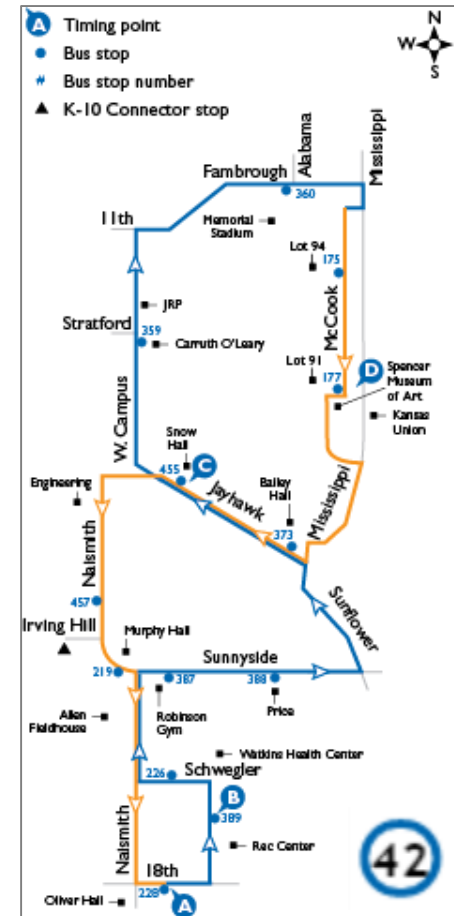 A Timing point
Bus stop
# Bus stop number
K-10 Connector stop
N
W
E
S
Alabama
Mississippi
Fambrough
360
11th
Memorial
Stadium
Lot 94
175
JRP
McCook
Stratford
359
Carruth O'Leary
Lot 91
177
D
Spencer
Museum
of Art
W. Campus
Kansas
Union
Snow
Hall
455
C
Bailey
Hall
Engineering
Jayhawk
373
Mississippi
Naismith
457
Sunflower
Irving Hill
Murphy Hall
Sunnyside
219
387
388
Allen
Fieldhouse
Robinson
Gym
Price
Watkins Health Center
Schwegler
226
B
389
Naismith
Rec Center
42
18th
228
A
Oliver Hall